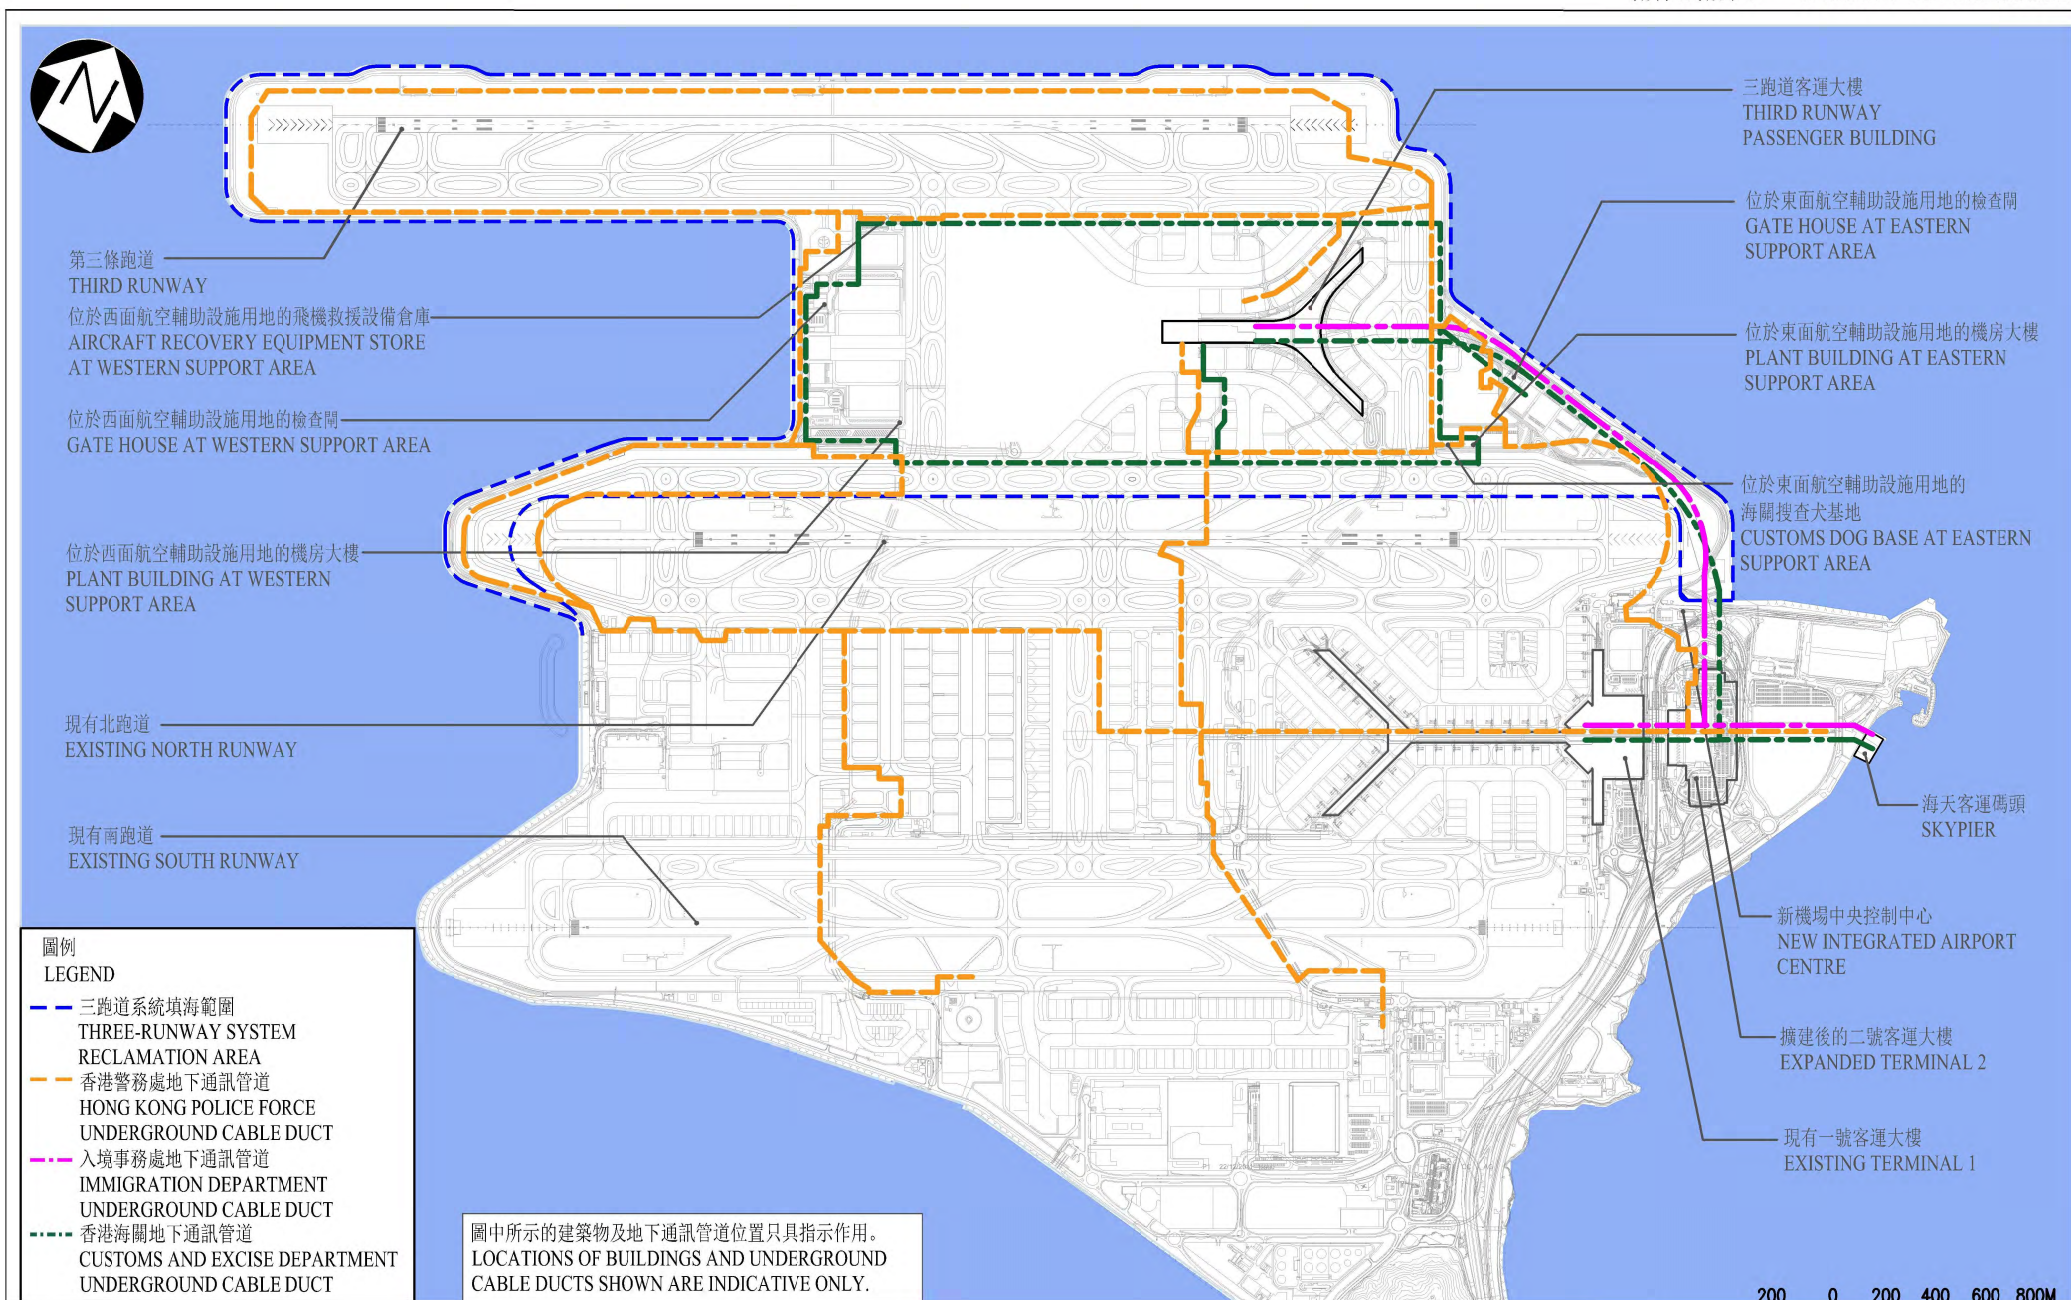 N
三跑道客運大樓
THIRD RUNWAY
PASSENGER BUILDING
位於東面航空輔助設施用地的檢查閘
GATE HOUSE AT EASTERN
SUPPORT AREA
位於東面航空輔助設施用地的機房大樓
PLANT BUILDING AT EASTERN
SUPPORT AREA
位於東面航空輔助設施用地的
海關搜查犬基地
CUSTOMS DOG BASE AT EASTERN
SUPPORT AREA
第三條跑道
THIRD RUNWAY
位於西面航空輔助設施用地的飛機救援設備倉庫
AIRCRAFT RECOVERY EQUIPMENT STORE
AT WESTERN SUPPORT AREA
位於西面航空輔助設施用地的檢查閘
GATE HOUSE AT WESTERN SUPPORT AREA
位於西面航空輔助設施用地的機房大樓
PLANT BUILDING AT WESTERN
SUPPORT AREA
現有北跑道
EXISTING NORTH RUNWAY
現有南跑道
EXISTING SOUTH RUNWAY
海天客運碼頭
SKYPIER
新機場中央控制中心
NEW INTEGRATED AIRPORT
CENTRE
擴建後的二號客運大樓
EXPANDED TERMINAL 2
現有一號客運大樓
EXISTING TERMINAL 1
圖例
LEGEND
三跑道系統填海範圍
THREE-RUNWAY SYSTEM
RECLAMATION AREA
香港警務處地下通訊管道
HONG KONG POLICE FORCE
UNDERGROUND CABLE DUCT
入境事務處地下通訊管道
IMMIGRATION DEPARTMENT
UNDERGROUND CABLE DUCT
香港海關地下通訊管道
CUSTOMS AND EXCISE DEPARTMENT
UNDERGROUND CABLE DUCT
圖中所示的建築物及地下通訊管道位置只具指示作用。
LOCATIONS OF BUILDINGS AND UNDERGROUND
CABLE DUCTS SHOWN ARE INDICATIVE ONLY.
200 0 200 400 600 800M